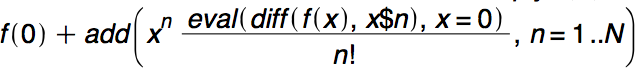 f(0) + add(x^n eval(diff(f(x), x$n), x = 0) / n!, n = 1 ..N)